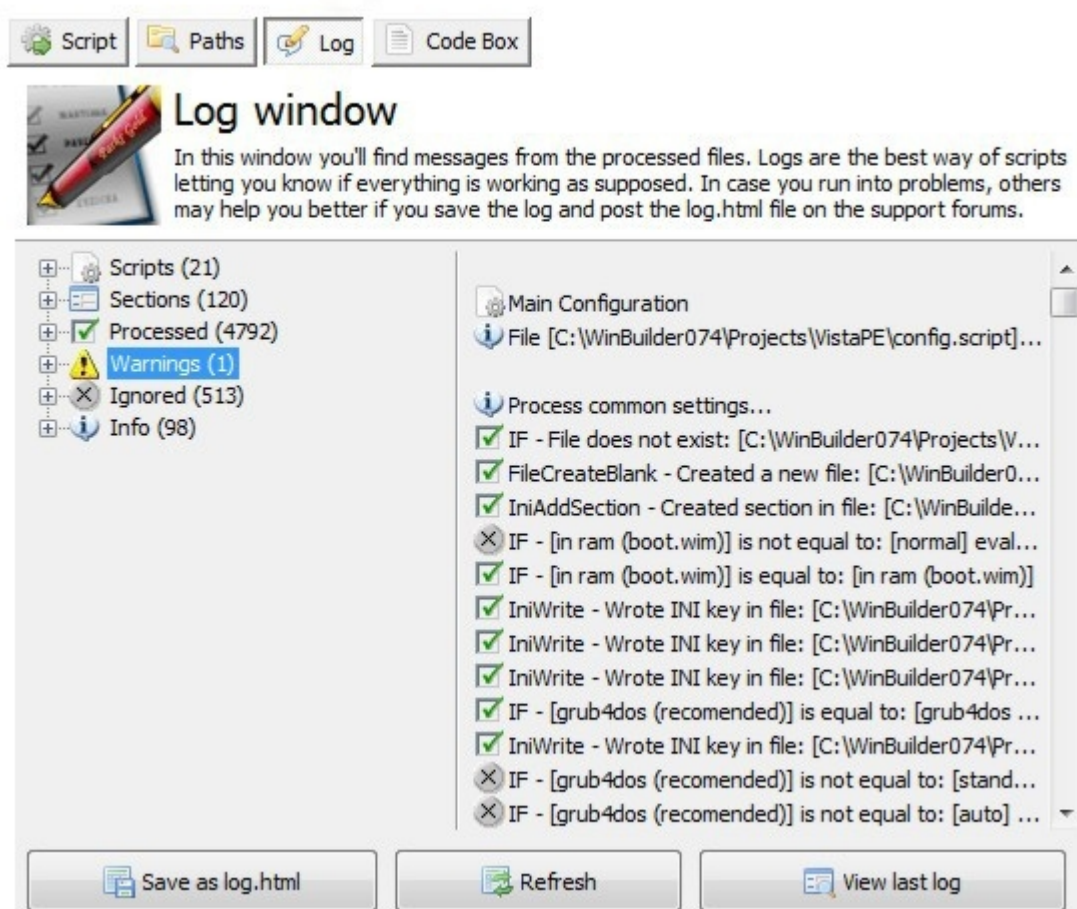 Script Paths Log Code Box
Log window
In this window you'll find messages from the processed files. Logs are the best way of scripts
letting you know if everything is working as supposed. In case you run into problems, others
may help you better if you save the log and post the log.html file on the support forums.
Scripts (21)
Sections (120)
Processed (4792)
Warnings (1)
Ignored (513)
Info (98)
Main Configuration
File [C:\WinBuilder074\Projects\VistaPE\config.script]...
Process common settings...
IF - File does not exist: [C:\WinBuilder074\Projects\V...
FileCreateBlank - Created a new file: [C:\WinBuilder0...
IniAddSection - Created section in file: [C:\WinBuilde...
IF - [in ram (boot.wim)] is not equal to: [normal] eval...
IF - [in ram (boot.wim)] is equal to: [in ram (boot.wim)]
IniWrite - Wrote INI key in file: [C:\WinBuilder074\Pr...
IniWrite - Wrote INI key in file: [C:\WinBuilder074\Pr...
IniWrite - Wrote INI key in file: [C:\WinBuilder074\Pr...
IF - [grub4dos (recomended)] is equal to: [grub4dos ...
IniWrite - Wrote INI key in file: [C:\WinBuilder074\Pr...
IF - [grub4dos (recomended)] is not equal to: [stand...
IF - [grub4dos (recomended)] is not equal to: [auto] ...
Save as log.html Refresh View last log